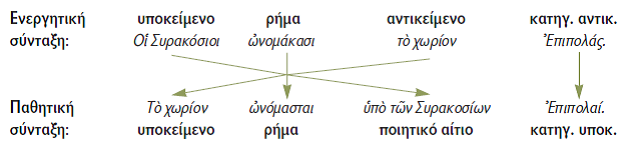 Ενεργητική υποκείμενο ρήμα αντικείμενο κατηγ. αντικ.
σύνταξη: Οἱ Συρακόσιοι ὠνομάκασι τὸ χωρίον Ἐπιπολάς.
Παθητική Τὸ χωρίον ὠνόμασται ὑπὸ τῶν Συρακοσίων Ἐπιπολαί.
σύνταξη: υποκείμενο ρήμα ποιητικό αίτιο κατηγ. υποκ.